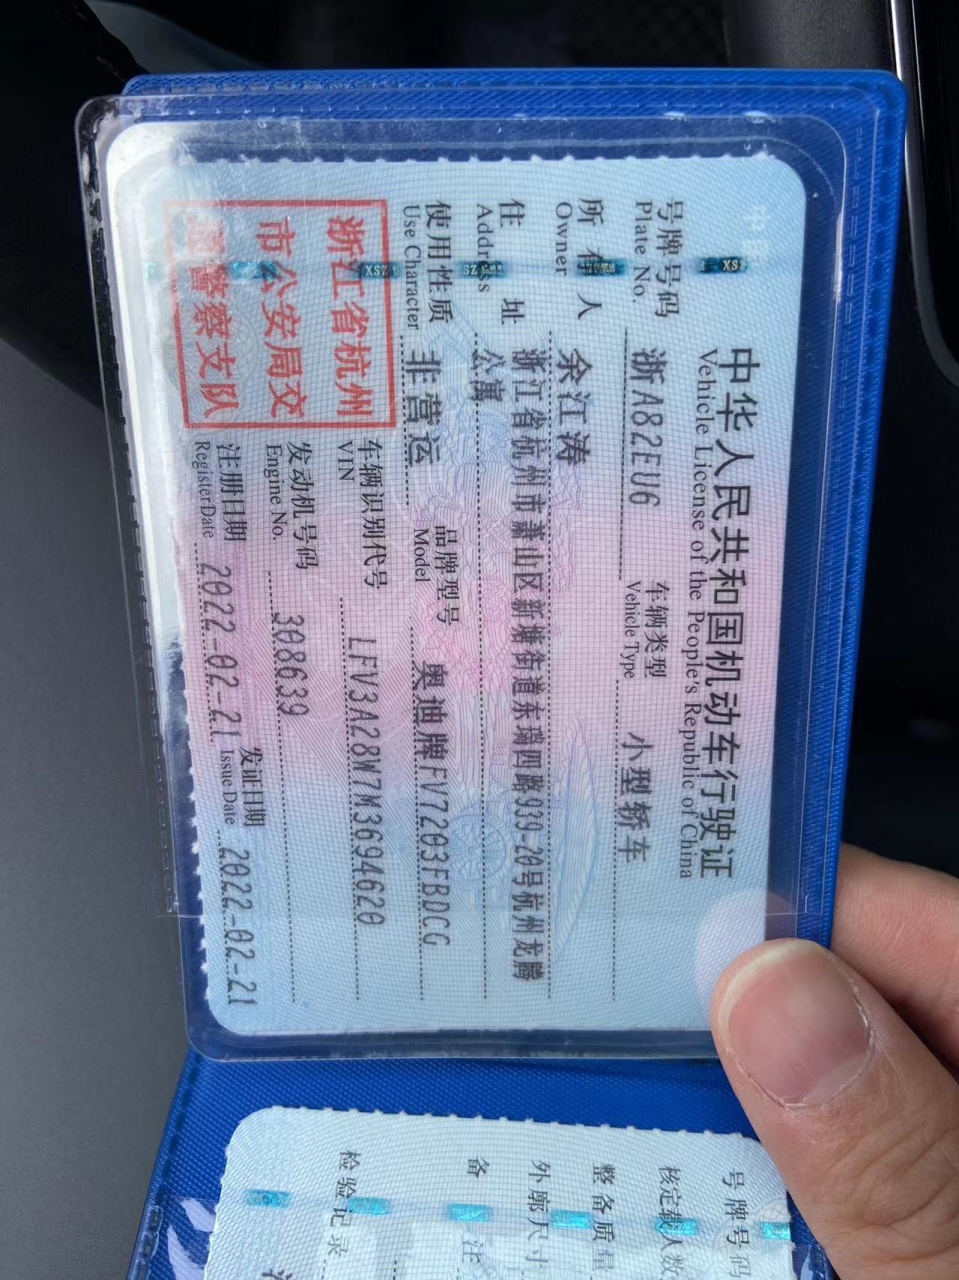 中华人民共和国机动车行驶证
Vehicle License of the People's Republic of China
号牌号码 浙A82EU6 车辆类型 小型轿车
Plate No. Vehicle Type
所有人 余江涛
Owner
住址 浙江省杭州市萧山区新塘街道东瑞四路939-20号杭州龙腾
Address 公寓
使用性质 非营运 品牌型号 奥迪牌FV7203FBDCG
Use Character Model
浙江省杭州
市公安局交
通警察支队
车辆识别代号 LFV3A28W7M3694620
VIN
发动机号码 308639
Engine No.
注册日期 2022-02-21 发证日期 2022-02-21
Register Date Issue Date
号牌号码
核定载人数
整备质量
外廓尺寸
备注
检验记录